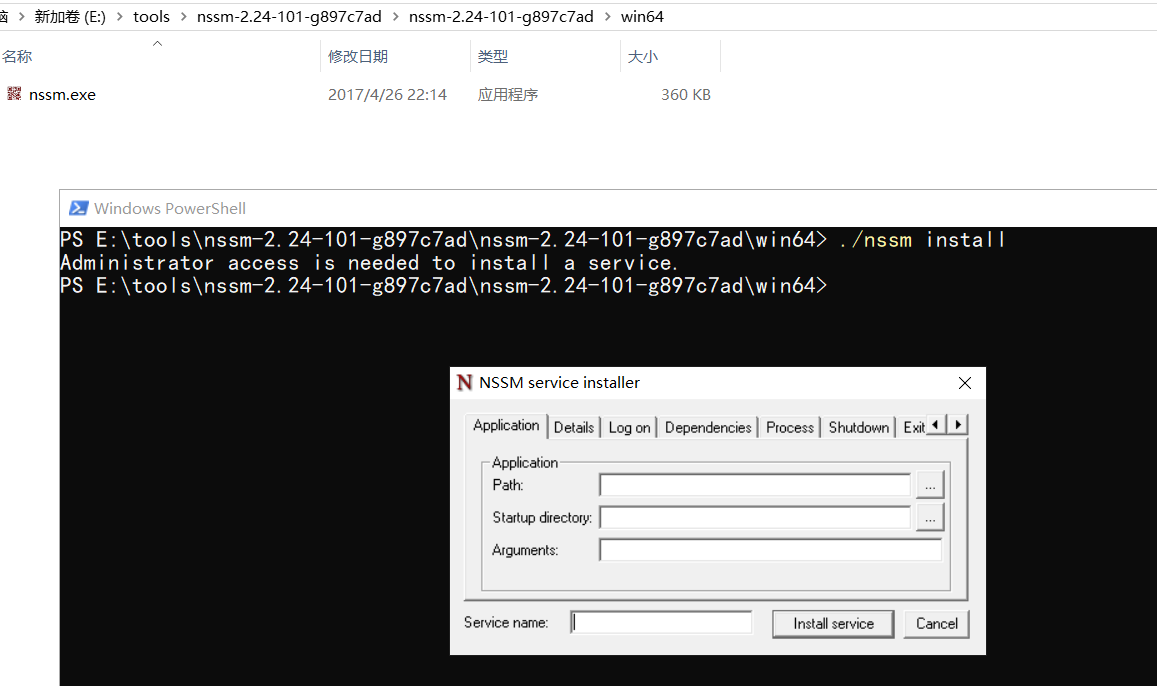 脑 › 新加卷 (E:) › tools › nssm-2.24-101-g897c7ad › nssm-2.24-101-g897c7ad › win64
名称 修改日期 类型 大小
nssm.exe 2017/4/26 22:14 应用程序 360 KB
Windows PowerShell
PS E:\tools\nssm-2.24-101-g897c7ad\nssm-2.24-101-g897c7ad\win64> ./nssm install
Administrator access is needed to install a service.
PS E:\tools\nssm-2.24-101-g897c7ad\nssm-2.24-101-g897c7ad\win64>
NSSM service installer
Application Details Log on Dependencies Process Shutdown Exit
Application
Path: ...
Startup directory: ...
Arguments:
Service name: Install service Cancel